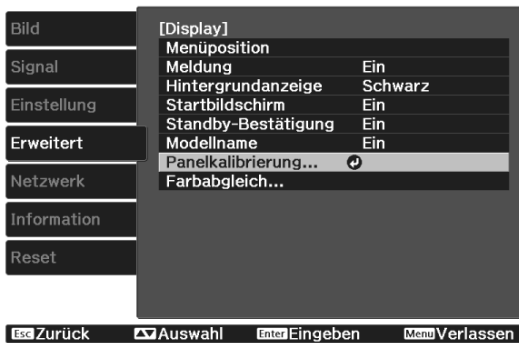 Bild
Signal
Einstellung
Erweitert
Netzwerk
Information
Reset
[Display]
Menüposition
Meldung Ein
Hintergrundanzeige Schwarz
Startbildschirm Ein
Standby-Bestätigung Ein
Modellname Ein
Panelkalibrierung...
Farbabgleich...
Esc Zurück Auswahl Enter Eingeben Menu Verlassen